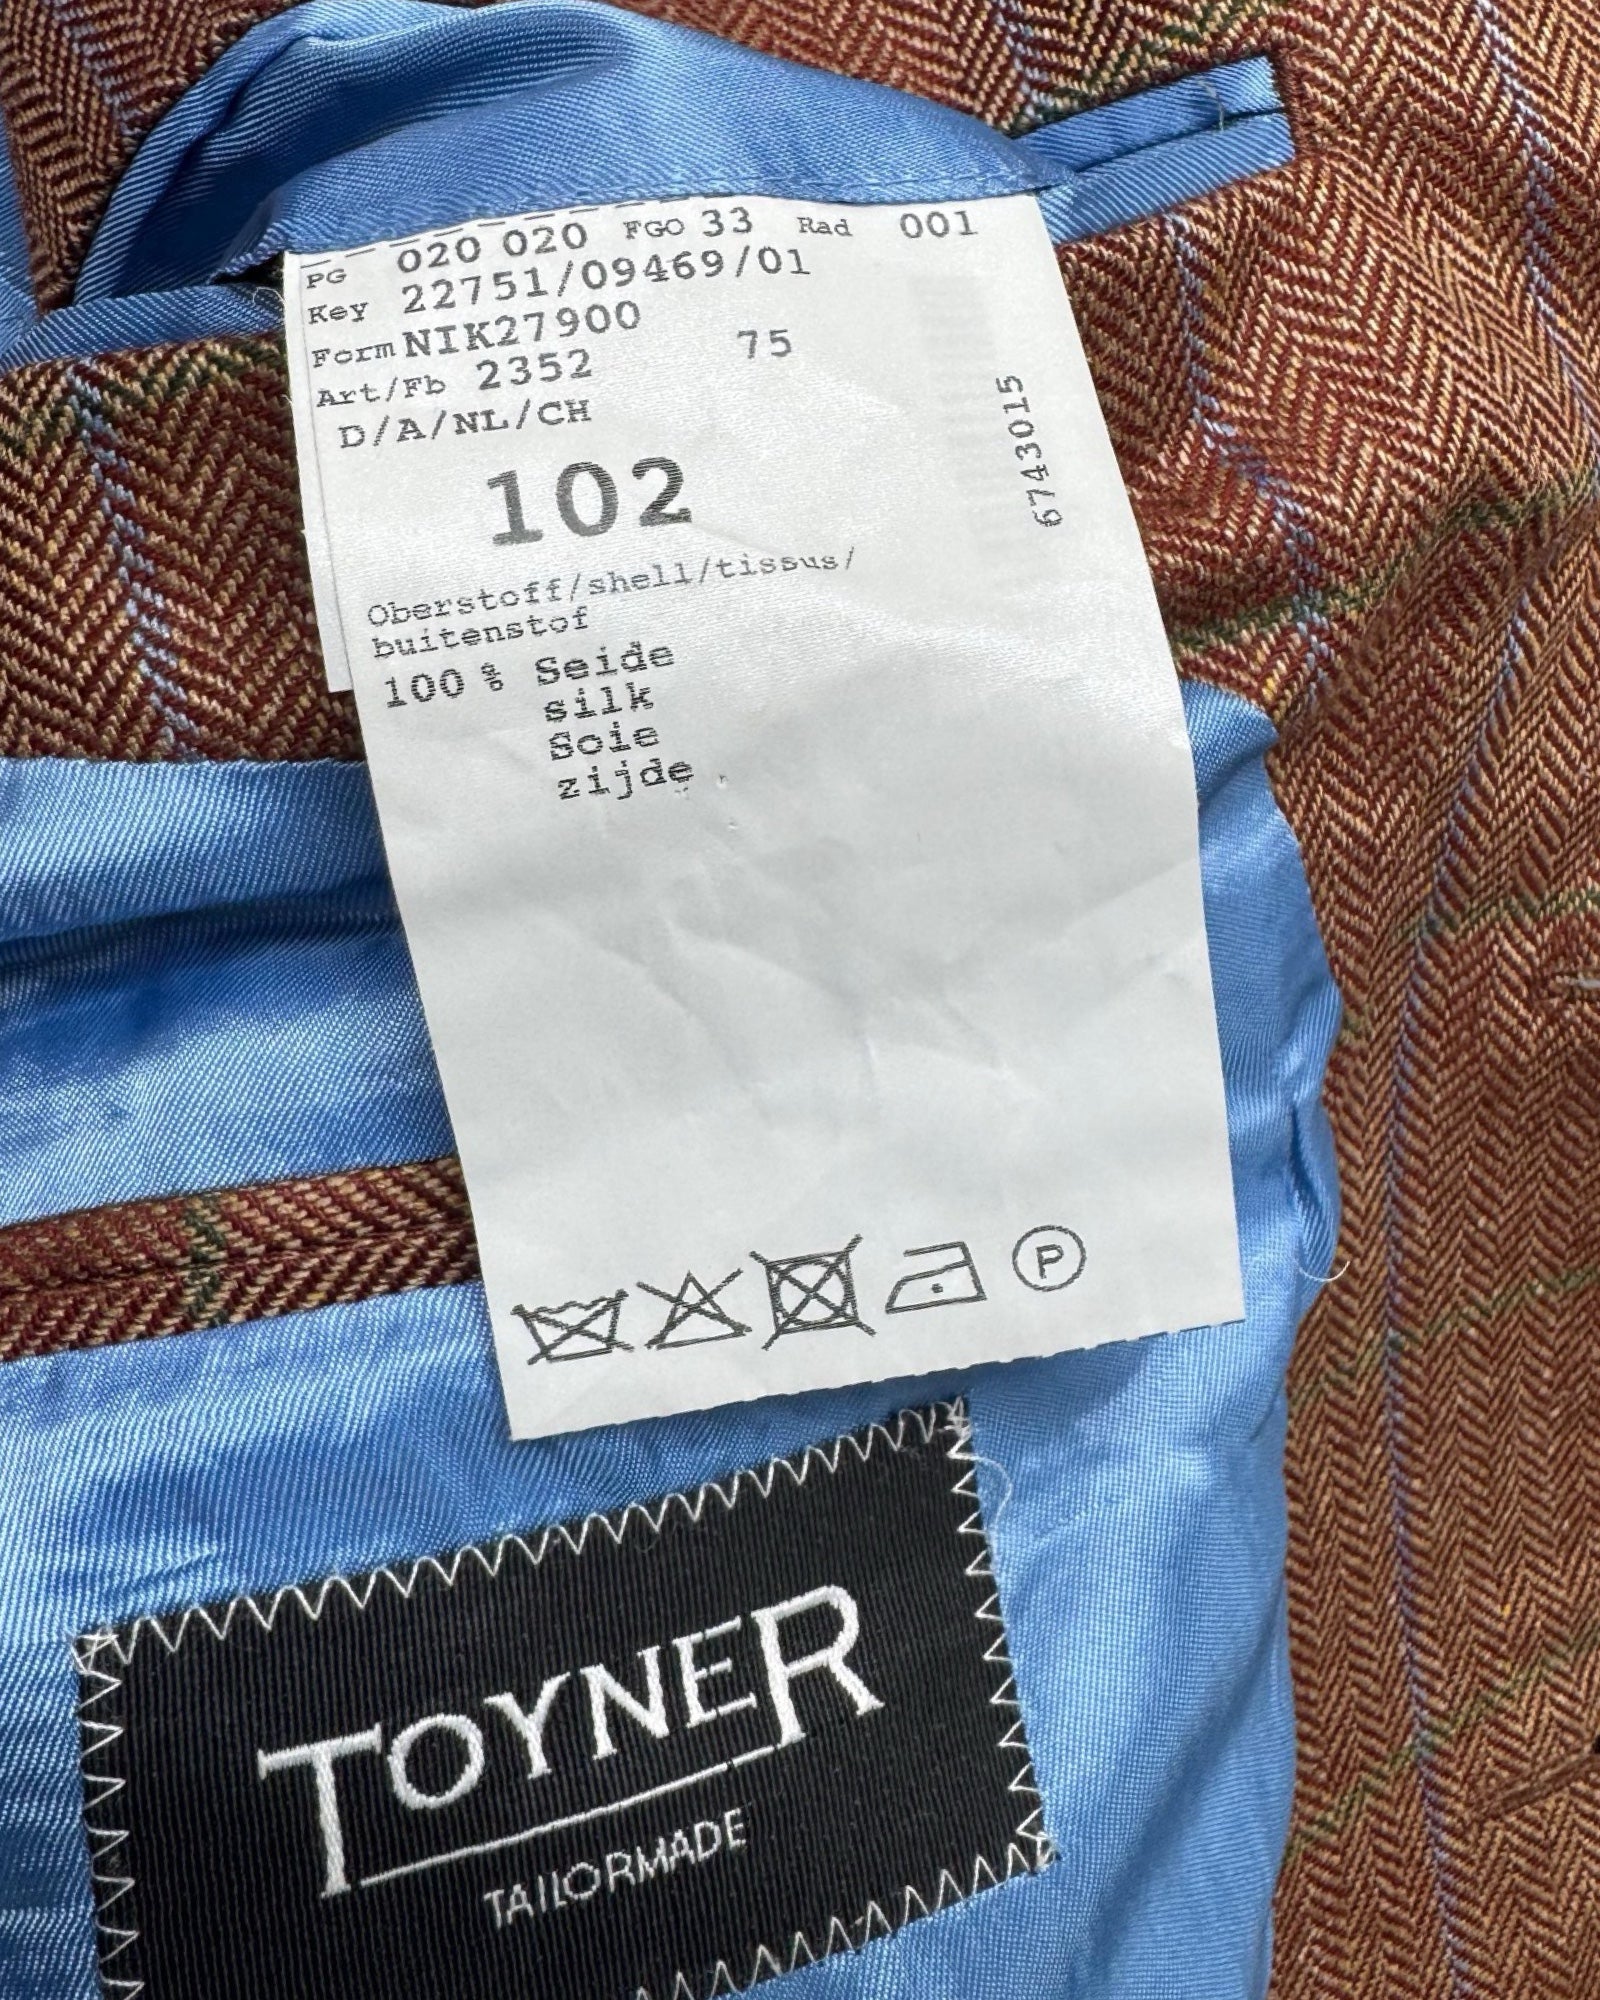 PG 020 020 FGO 33 Rad 001
Key 22751/09469/01
Form NIK27900
Art/Fb 2352 75
D/A/NL/CH
6743015
102
Oberstoff/shell/tissus/
buitenstof
100 % Seide
silk
Soie
zijde
P
TOYNER
TAILORMADE